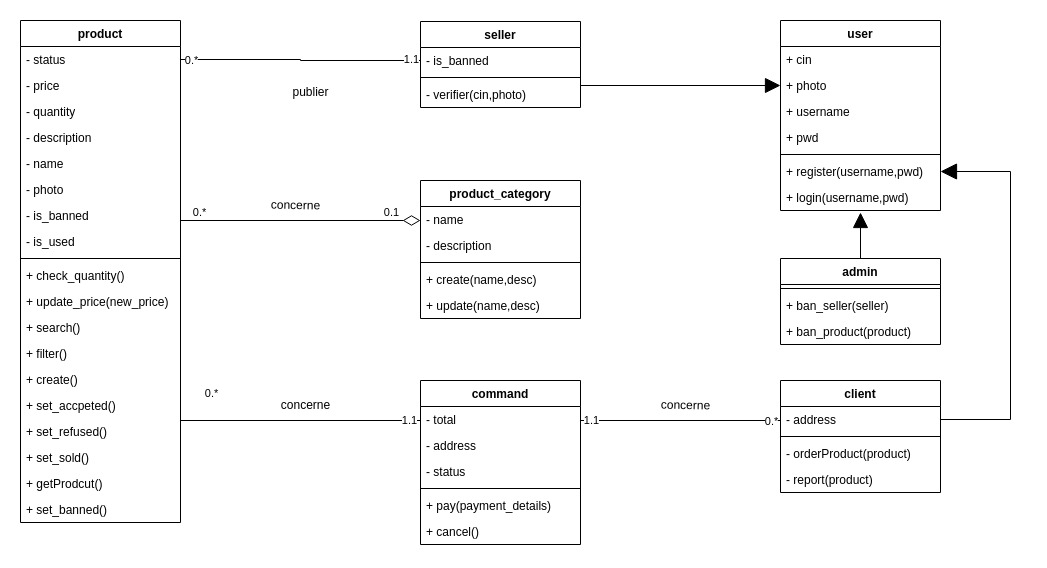 product
- status
- price
- quantity
- description
- name
- photo
- is_banned
- is_used
+ check_quantity()
+ update_price(new_price)
+ search()
+ filter()
+ create()
+ set_accpeted()
+ set_refused()
+ set_sold()
+ getProdcut()
+ set_banned()
0.*
1.1
publier
seller
- is_banned
- verifier(cin,photo)
0.*
concerne
0.1
product_category
- name
- description
+ create(name,desc)
+ update(name,desc)
0.*
concerne
1.1
command
- total
- address
- status
+ pay(payment_details)
+ cancel()
1.1
concerne
0.*
user
+ cin
+ photo
+ username
+ pwd
+ register(username,pwd)
+ login(username,pwd)
admin
+ ban_seller(seller)
+ ban_product(product)
client
- address
- orderProduct(product)
- report(product)